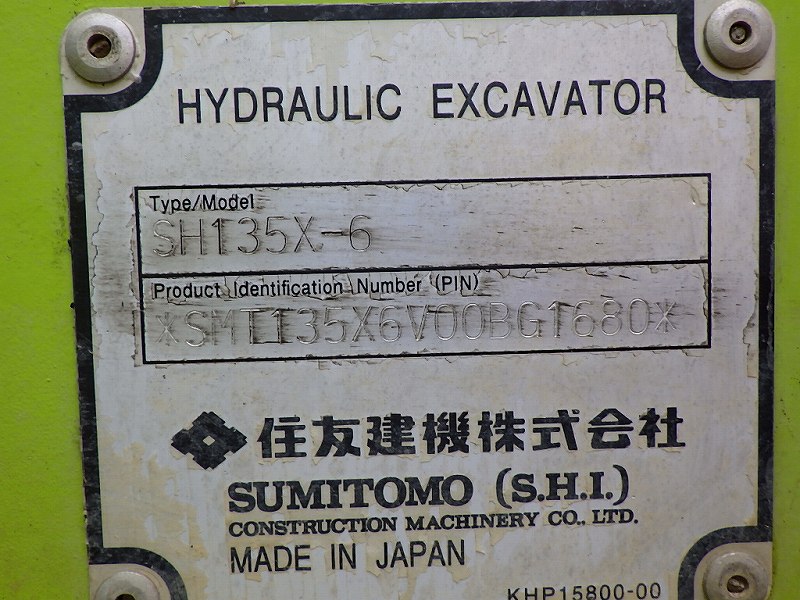 HYDRAULIC EXCAVATOR
Type/Model
SH135X-6
Product Identification Number (PIN)
*SMT135X6V00BG1680*
住友建機株式会社
SUMITOMO (S.H.I.)
CONSTRUCTION MACHINERY CO., LTD.
MADE IN JAPAN
KHP15800-00